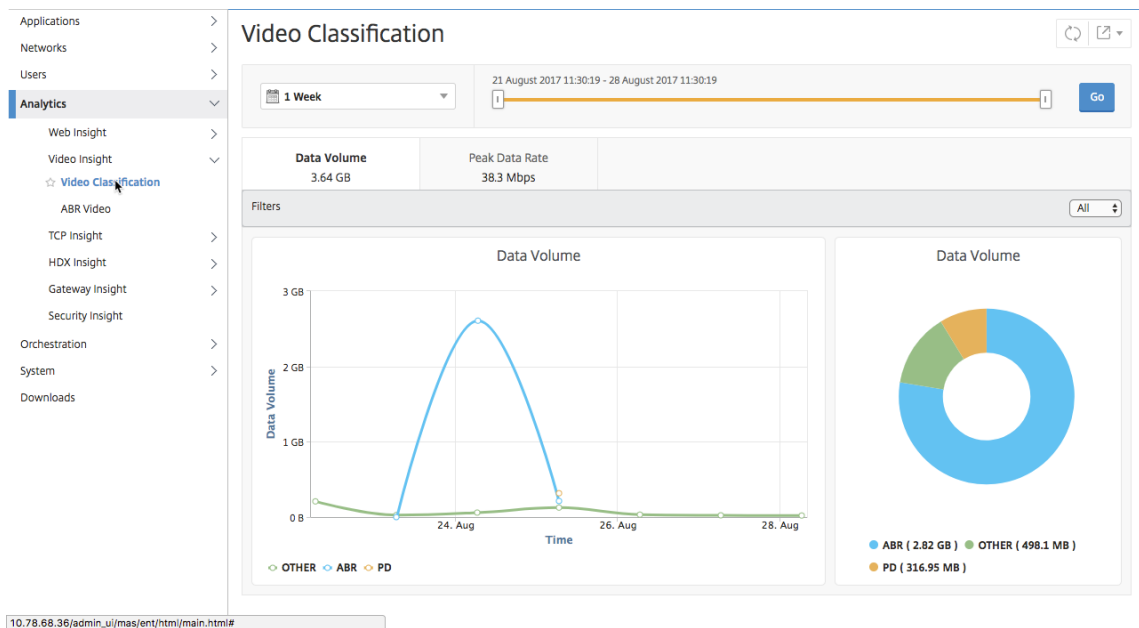 Applications
Networks
Users
Analytics
Web Insight
Video Insight
Video Classification
ABR Video
TCP Insight
HDX Insight
Gateway Insight
Security Insight
Orchestration
System
Downloads
Video Classification
1 Week
21 August 2017 11:30:19 - 28 August 2017 11:30:19
Go
Data Volume
3.64 GB
Peak Data Rate
38.3 Mbps
Filters
All
Data Volume
3 GB
2 GB
1 GB
0 B
Data Volume
24. Aug
26. Aug
28. Aug
Time
OTHER ABR PD
Data Volume
ABR ( 2.82 GB ) OTHER ( 498.1 MB )
PD ( 316.95 MB )
10.78.68.36/admin_ui/mas/ent/html/main.html#